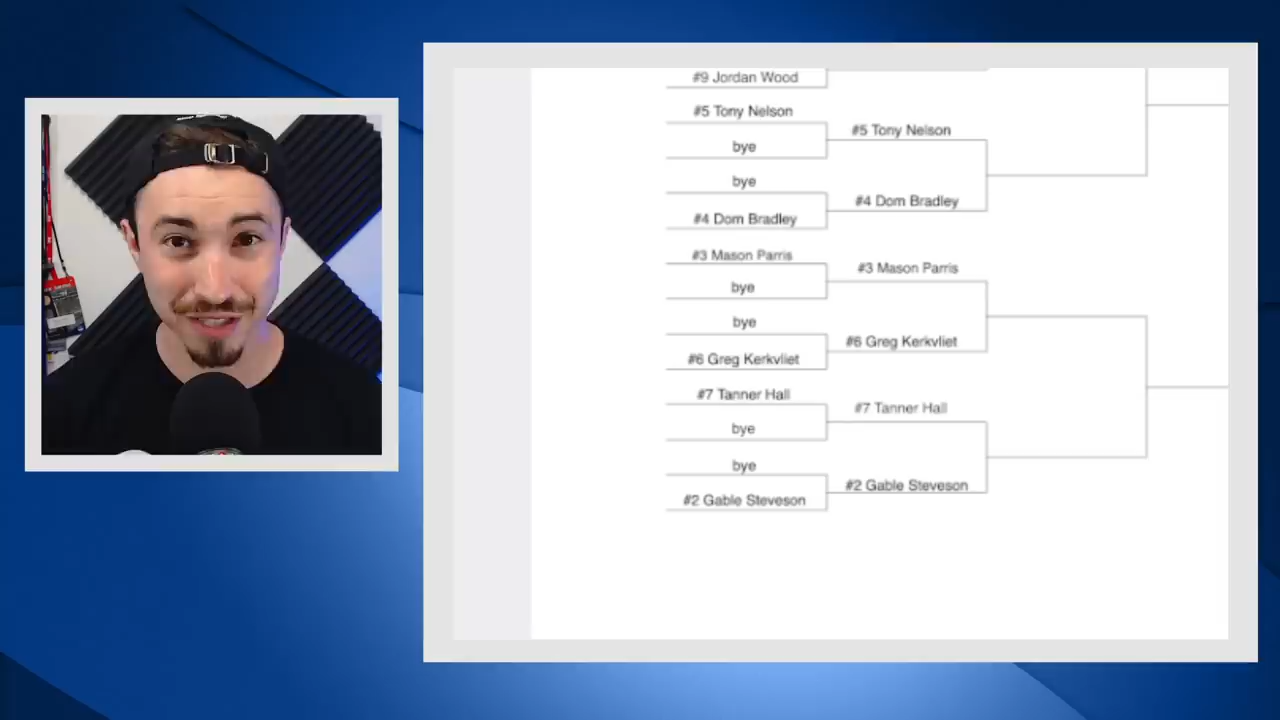 #9 Jordan Wood
#5 Tony Nelson
bye
bye
#4 Dom Bradley
#3 Mason Parris
bye
bye
#6 Greg Kerkvliet
#7 Tanner Hall
bye
bye
#2 Gable Steveson
#5 Tony Nelson
#4 Dom Bradley
#3 Mason Parris
#6 Greg Kerkvliet
#7 Tanner Hall
#2 Gable Steveson